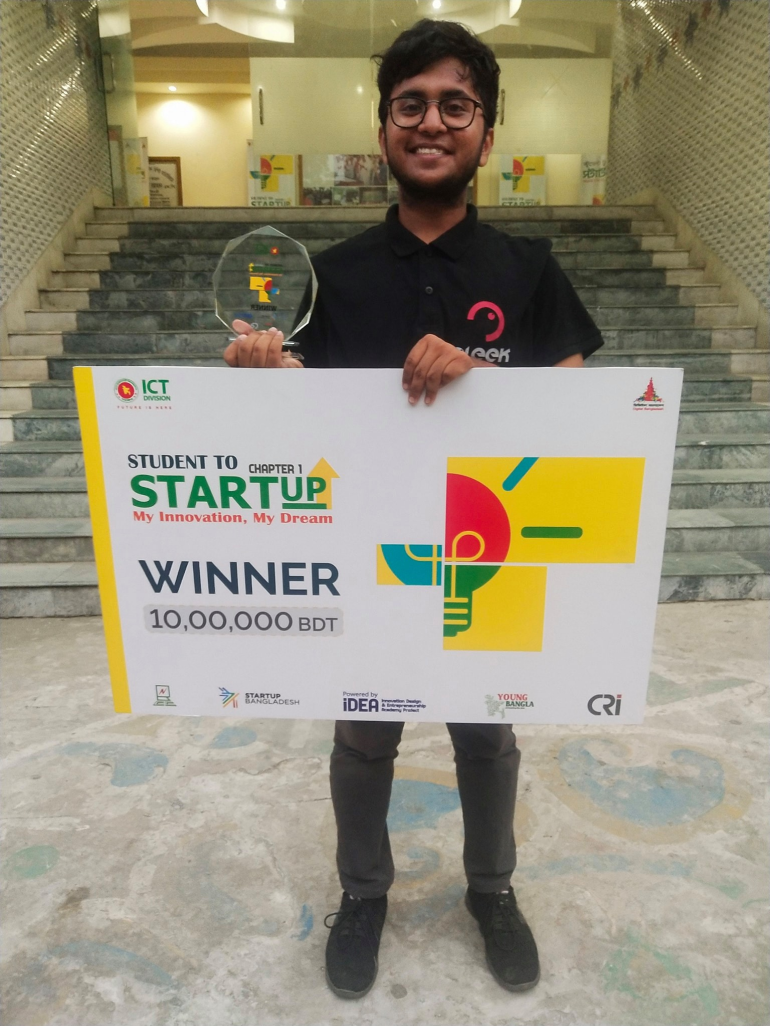 STARTUP
ICT
DIVISION
FUTURE IS HERE
STUDENT TO
CHAPTER 1
STARTUP
My Innovation, My Dream
WINNER
10,00,000 BDT
STARTUP
BANGLADESH
Powered by
iDEA
Innovation Design
& Entrepreneurship
Academy Project
YOUNG
BANGLA
CRi